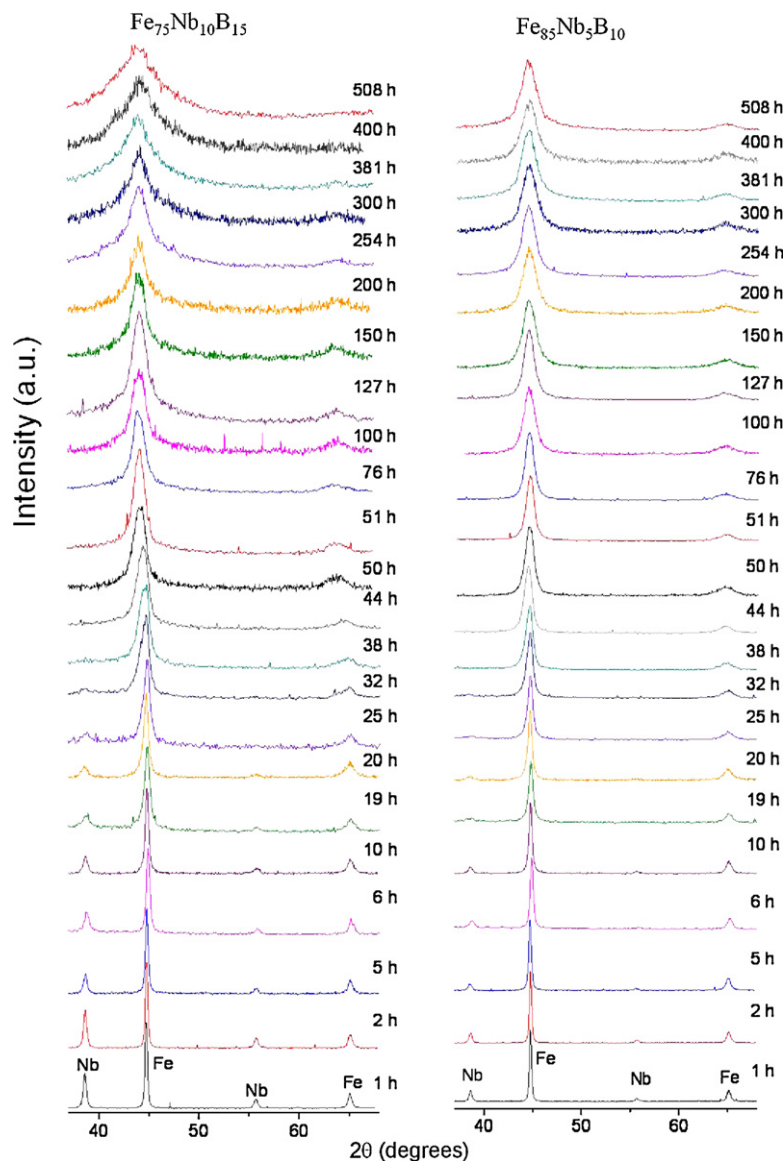 Fe75Nb10B15
Fe85Nb5B10
Intensity (a.u.)
508 h
400 h
381 h
300 h
254 h
200 h
150 h
127 h
100 h
76 h
51 h
50 h
44 h
38 h
32 h
25 h
20 h
19 h
10 h
6 h
5 h
2 h
1 h
Nb
Fe
Nb
Fe
40
50
60
508 h
400 h
381 h
300 h
254 h
200 h
150 h
127 h
100 h
76 h
51 h
50 h
44 h
38 h
32 h
25 h
20 h
19 h
10 h
6 h
5 h
2 h
1 h
Nb
Fe
Nb
Fe
40
50
60
2θ (degrees)